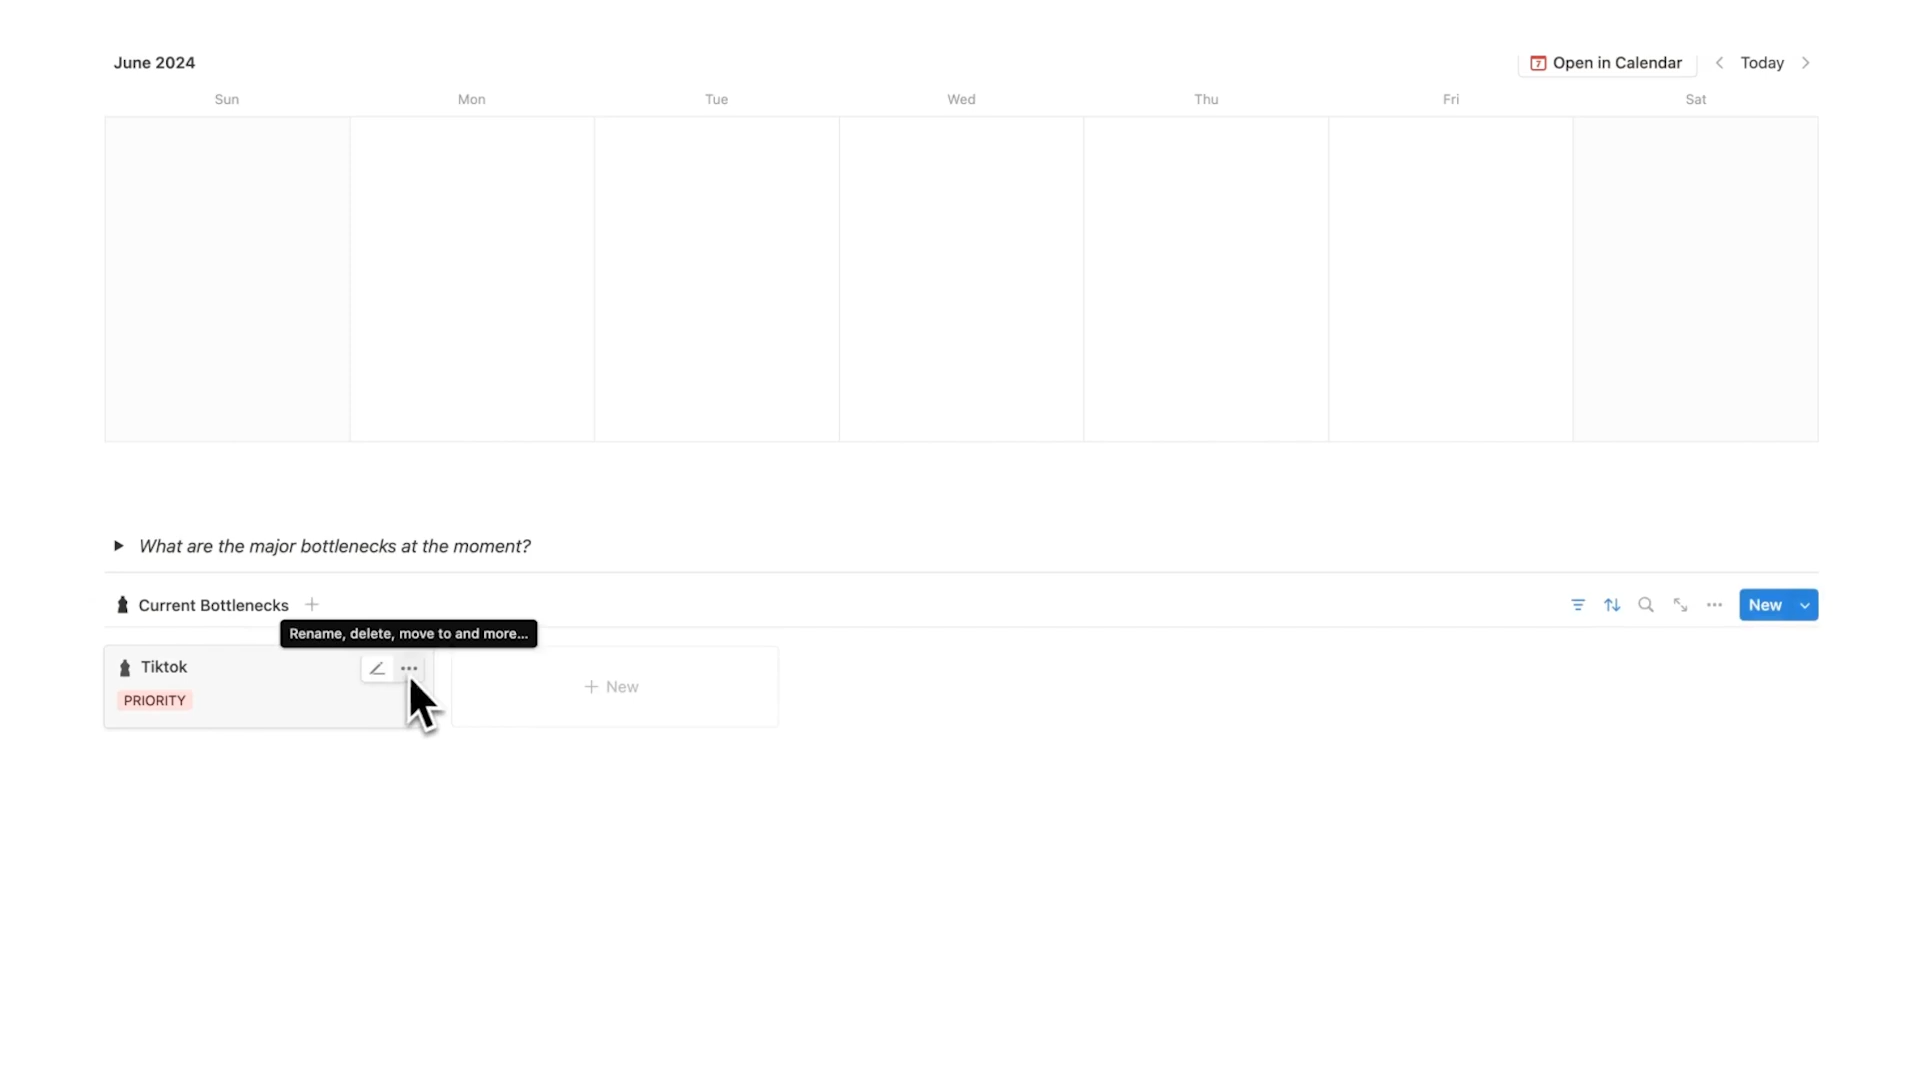 June 2024
7 Open in Calendar
Today
Sun Mon Tue Wed Thu Fri Sat
What are the major bottlenecks at the moment?
Current Bottlenecks
New
Rename, delete, move to and more...
Tiktok
PRIORITY
New